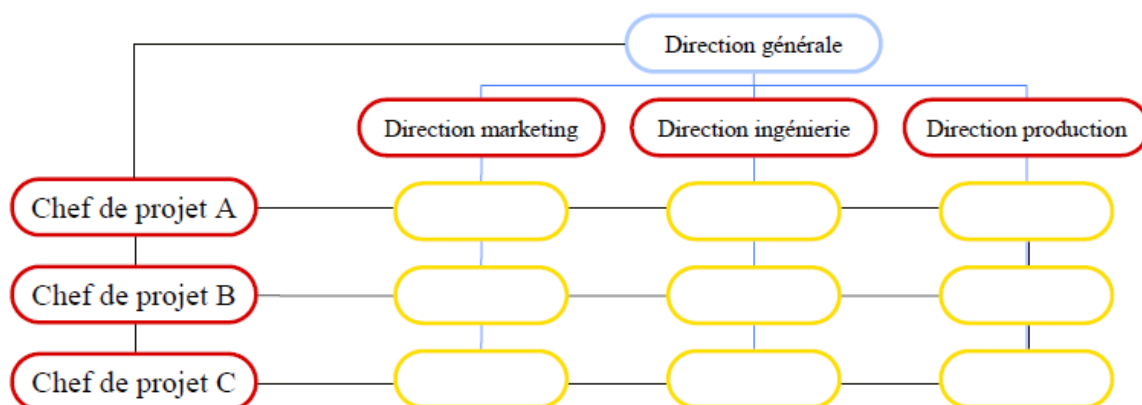 Direction générale
Direction marketing
Direction ingénierie
Direction production
Chef de projet A
Chef de projet B
Chef de projet C